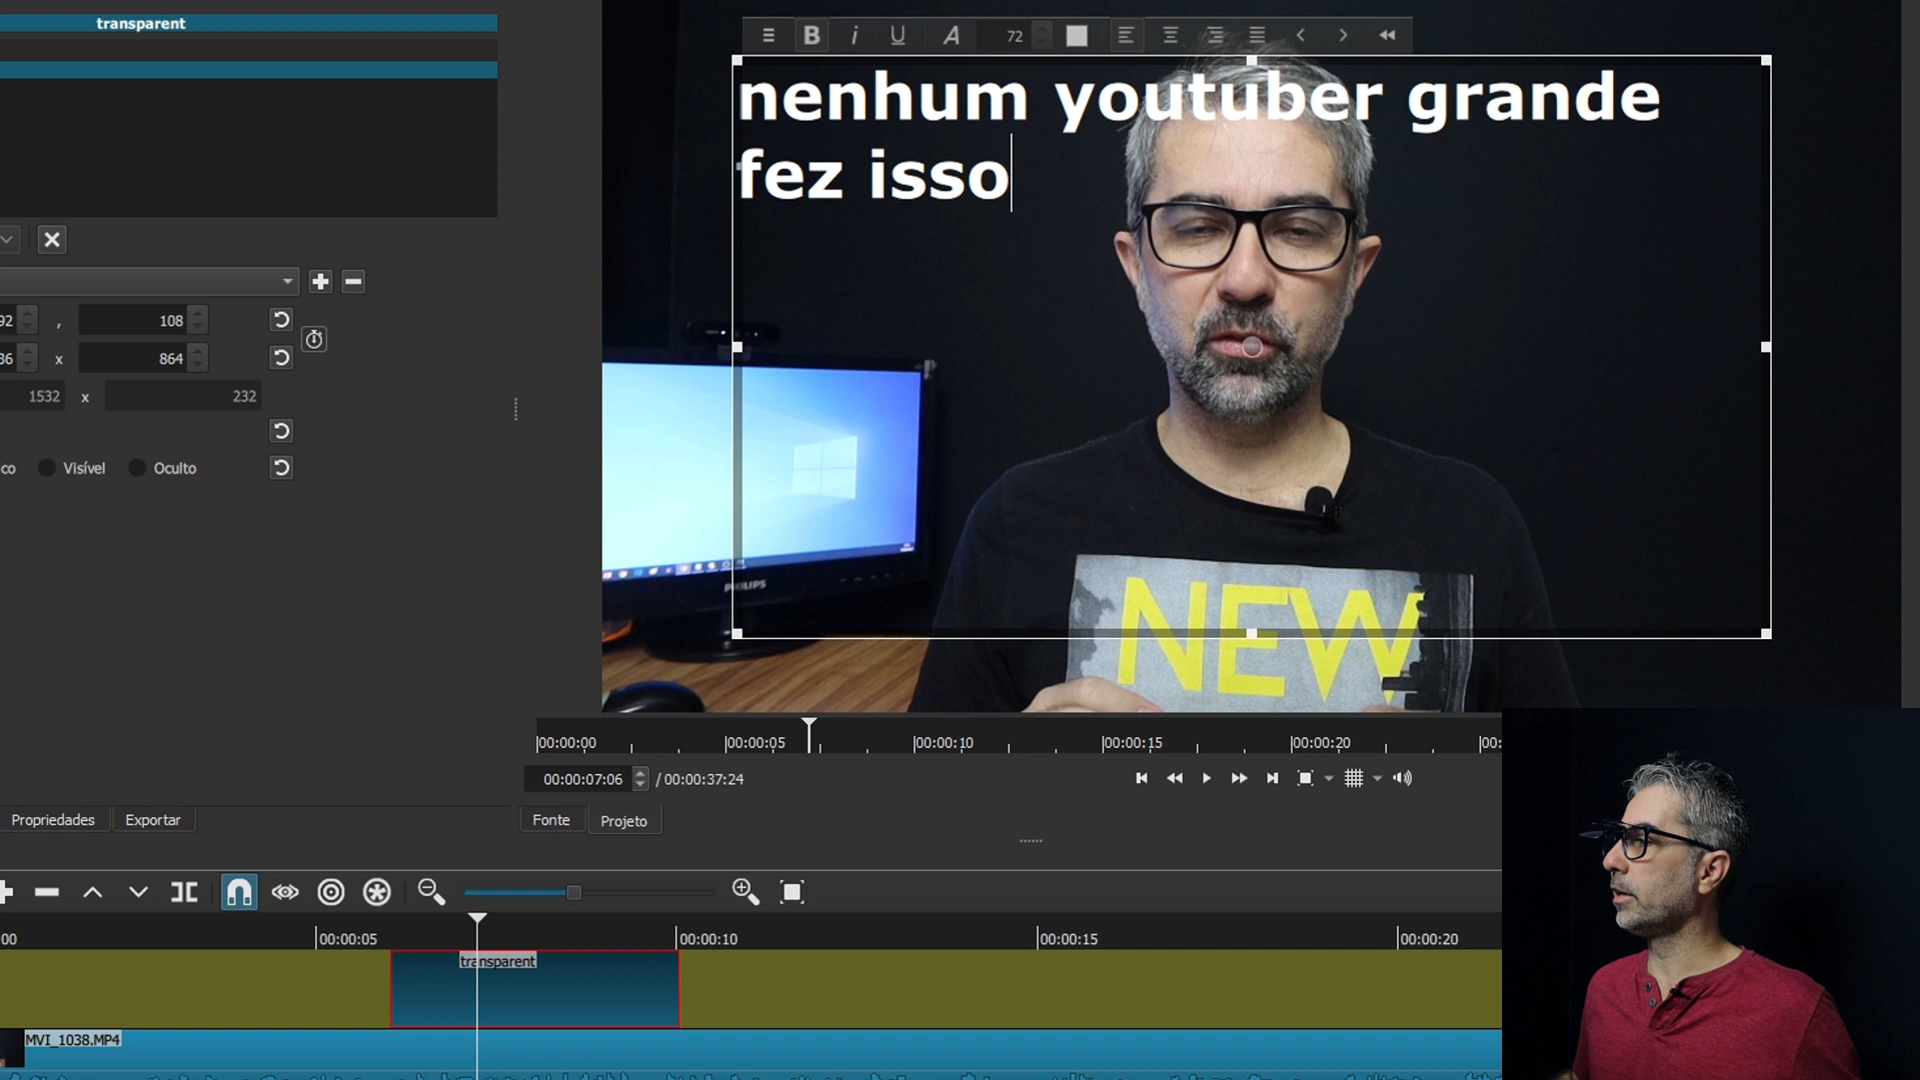 transparent
72
nenhum youtuber grande
fez isso
92 , 108
36 x 864
1532 x 232
co Visível Oculto
PHILIPS
NEW
00:00:00 00:00:05 00:00:10 00:00:15 00:00:20 00:
00:00:07:06 / 00:00:37:24
Propriedades Exportar Fonte Projeto
00 00:00:05 00:00:10 00:00:15 00:00:20
transparent
MVI_1038.MP4